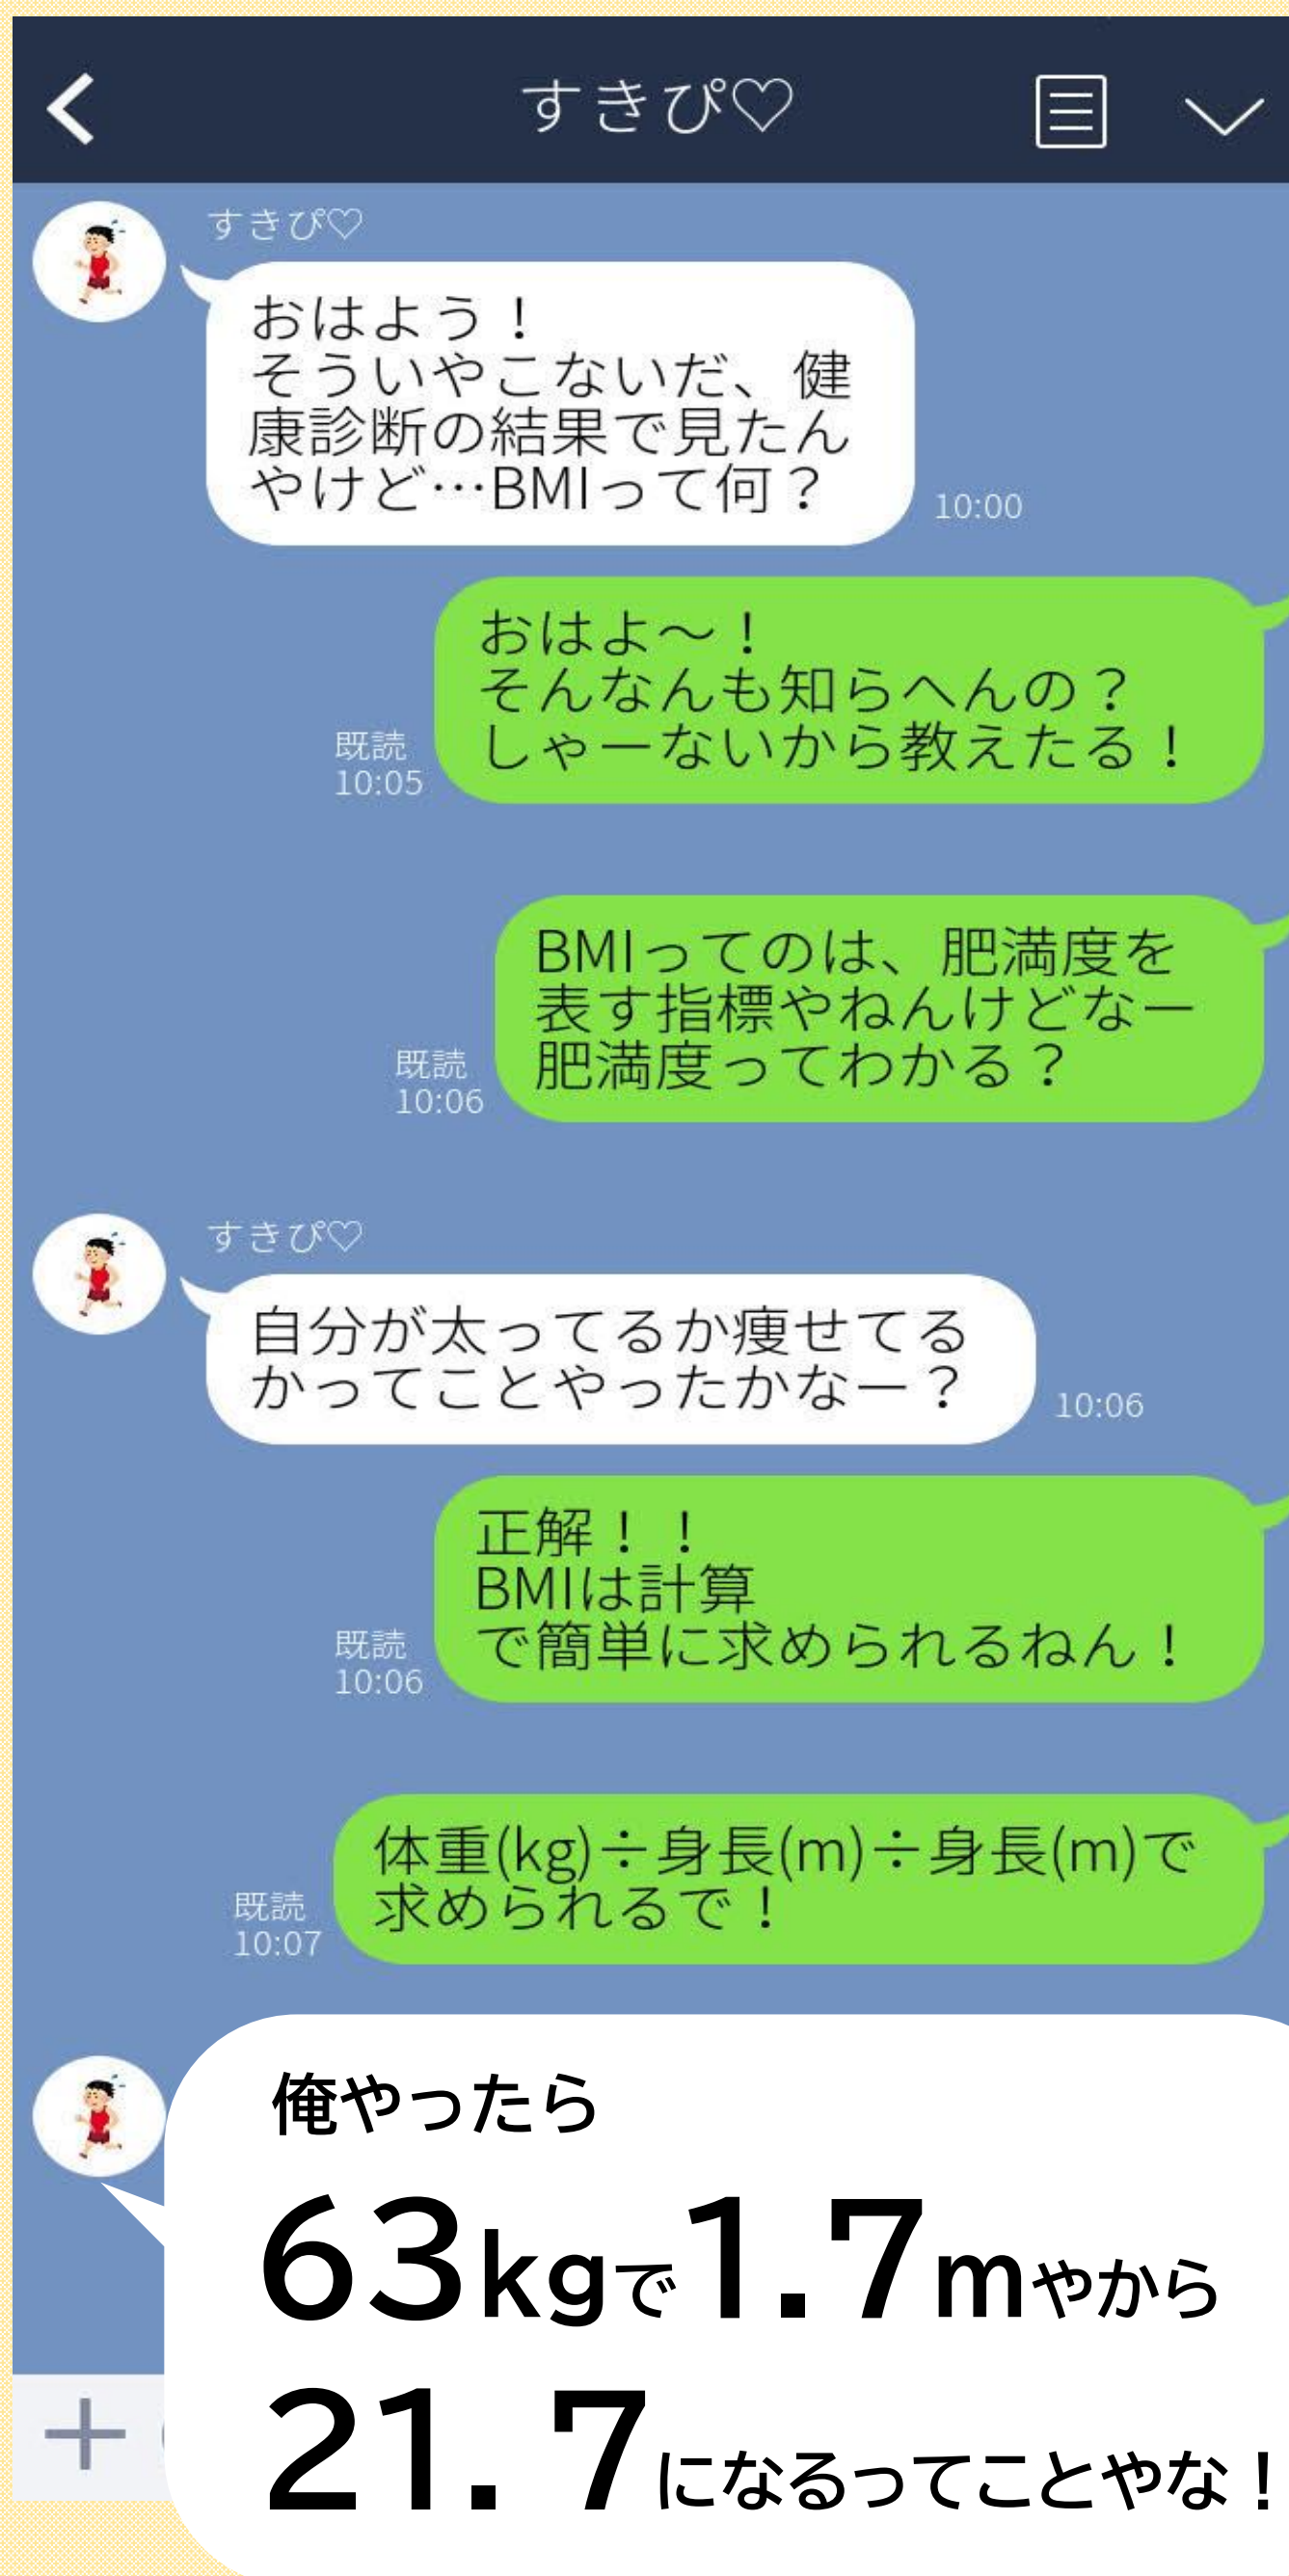 すきぴ♡
すきぴ♡
おはよう！
そういやこないだ、健
康診断の結果で見たん
やけど…BMIって何？
10:00
おはよ〜！
そんなんも知らへんの？
しゃーないから教えたる！
既読
10:05
BMIってのは、肥満度を
表す指標やねんけどなー
肥満度ってわかる？
既読
10:06
すきぴ♡
自分が太ってるか痩せてる
かってことやったかなー？
10:06
正解！！
BMIは計算
で簡単に求められるねん！
既読
10:06
体重(kg)÷身長(m)÷身長(m)で
求められるで！
既読
10:07
俺やったら
63kgで1.7mやから
21.7になるってことやな！